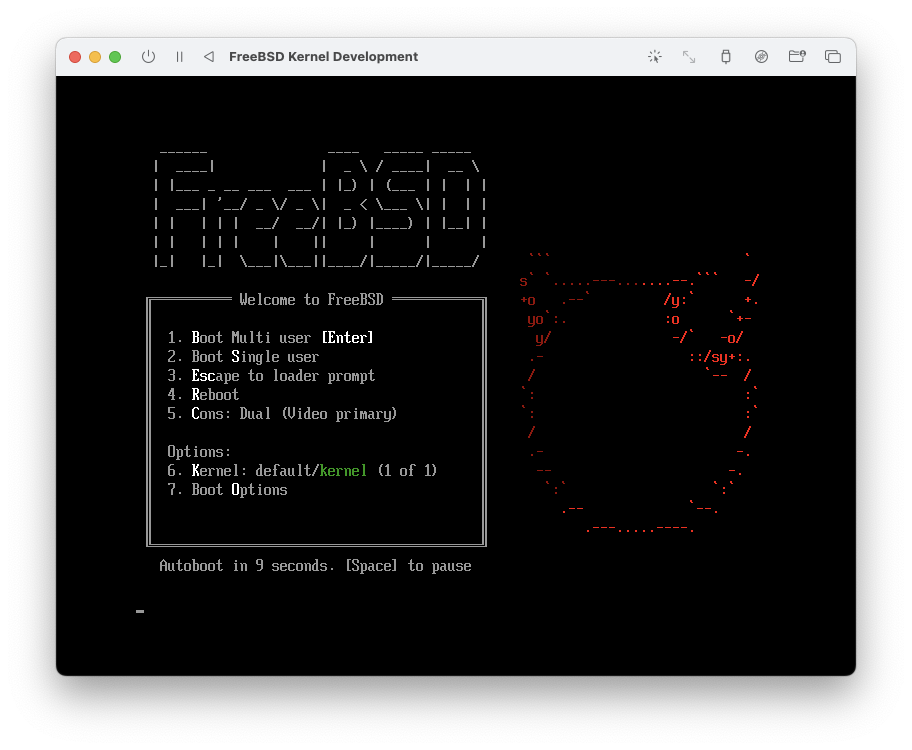 FreeBSD Kernel Development
FreeBSD
Welcome to FreeBSD
1. Boot Multi user [Enter]
2. Boot Single user
3. Escape to loader prompt
4. Reboot
5. Cons: Dual (Video primary)
Options:
6. Kernel: default/kernel (1 of 1)
7. Boot Options
Autoboot in 9 seconds. [Space] to pause